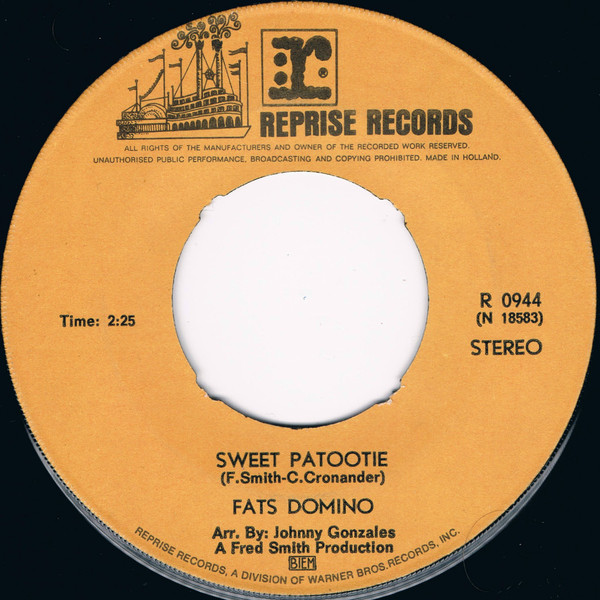 r.
REPRISE RECORDS
ALL RIGHTS OF THE MANUFACTURERS AND OWNER OF THE RECORDED WORK RESERVED.
UNAUTHORISED PUBLIC PERFORMANCE, BROADCASTING AND COPYING PROHIBITED. MADE IN HOLLAND.
Time: 2:25
R 0944
(N 18583)
STEREO
SWEET PATOOTIE
(F.Smith-C.Cronander)
FATS DOMINO
Arr. By: Johnny Gonzales
A Fred Smith Production
BIEM
REPRISE RECORDS, A DIVISION OF WARNER BROS.RECORDS, INC.